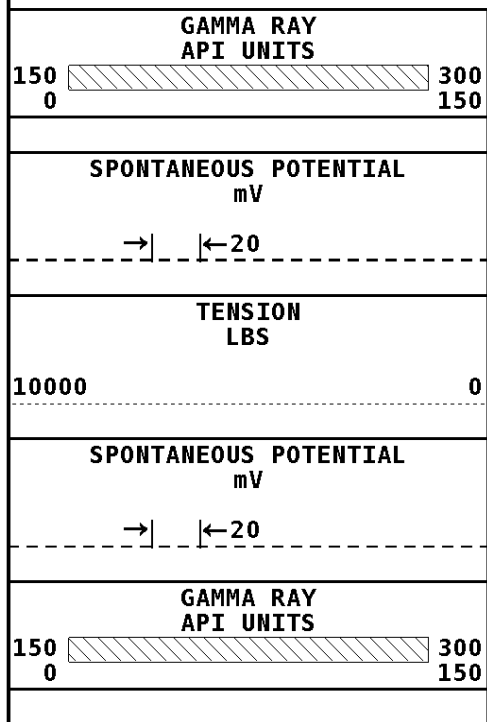 GAMMA RAY
API UNITS
150 300
0 150
SPONTANEOUS POTENTIAL
mV
→| |←20
TENSION
LBS
10000 0
SPONTANEOUS POTENTIAL
mV
→| |←20
GAMMA RAY
API UNITS
150 300
0 150